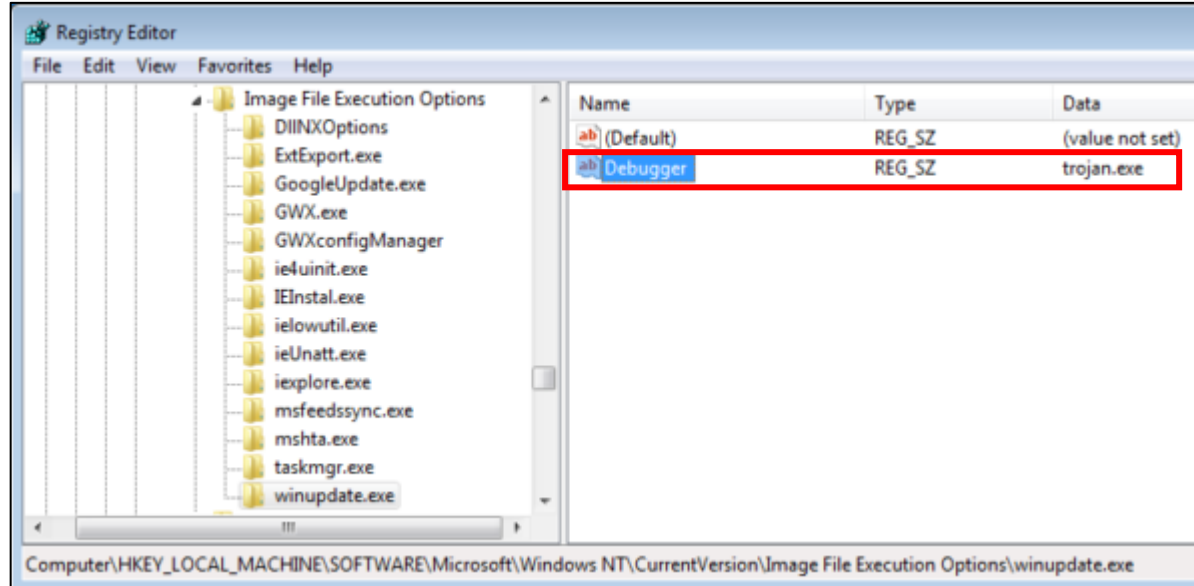 Registry Editor
File Edit View Favorites Help
Image File Execution Options
DIINXOptions
ExtExport.exe
GoogleUpdate.exe
GWX.exe
GWXconfigManager
ie4uinit.exe
IEInstal.exe
ielowutil.exe
ieUnatt.exe
iexplore.exe
msfeedssync.exe
mshta.exe
taskmgr.exe
winupdate.exe
Name Type Data
ab (Default) REG_SZ (value not set)
ab Debugger REG_SZ trojan.exe
Computer\HKEY_LOCAL_MACHINE\SOFTWARE\Microsoft\Windows NT\CurrentVersion\Image File Execution Options\winupdate.exe